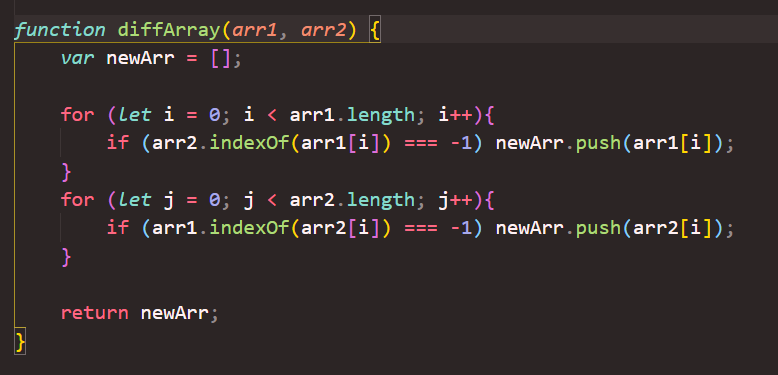 function diffArray(arr1, arr2) {
    var newArr = [];
    for (let i = 0; i < arr1.length; i++){
        if (arr2.indexOf(arr1[i]) === -1) newArr.push(arr1[i]);
    }
    for (let j = 0; j < arr2.length; j++){
        if (arr1.indexOf(arr2[i]) === -1) newArr.push(arr2[i]);
    }
    return newArr;
}